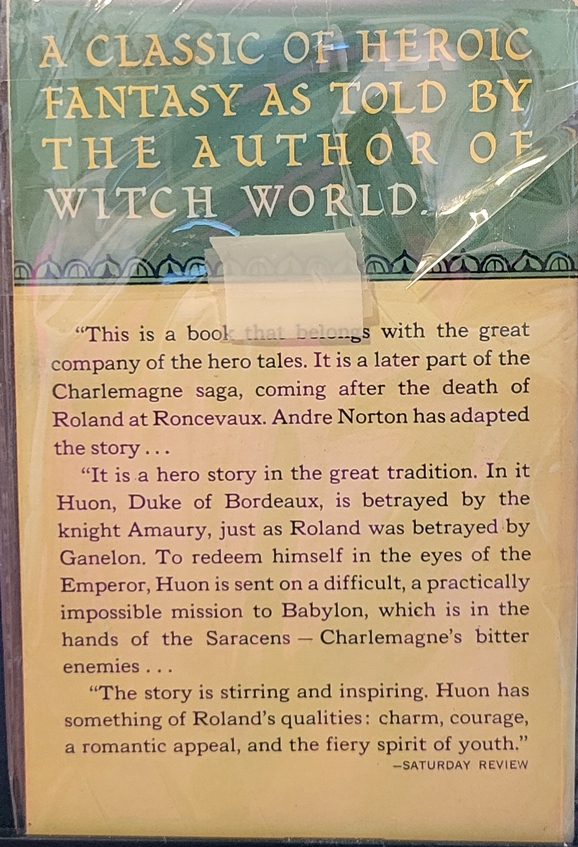 A CLASSIC OF HEROIC
FANTASY AS TOLD BY
THE AUTHOR OF
WITCH WORLD.
“This is a book that belongs with the great
company of the hero tales. It is a later part of the
Charlemagne saga, coming after the death of
Roland at Roncevaux. Andre Norton has adapted
the story . . .
“It is a hero story in the great tradition. In it
Huon, Duke of Bordeaux, is betrayed by the
knight Amaury, just as Roland was betrayed by
Ganelon. To redeem himself in the eyes of the
Emperor, Huon is sent on a difficult, a practically
impossible mission to Babylon, which is in the
hands of the Saracens — Charlemagne’s bitter
enemies . . .
“The story is stirring and inspiring. Huon has
something of Roland’s qualities: charm, courage,
a romantic appeal, and the fiery spirit of youth.”
—SATURDAY REVIEW